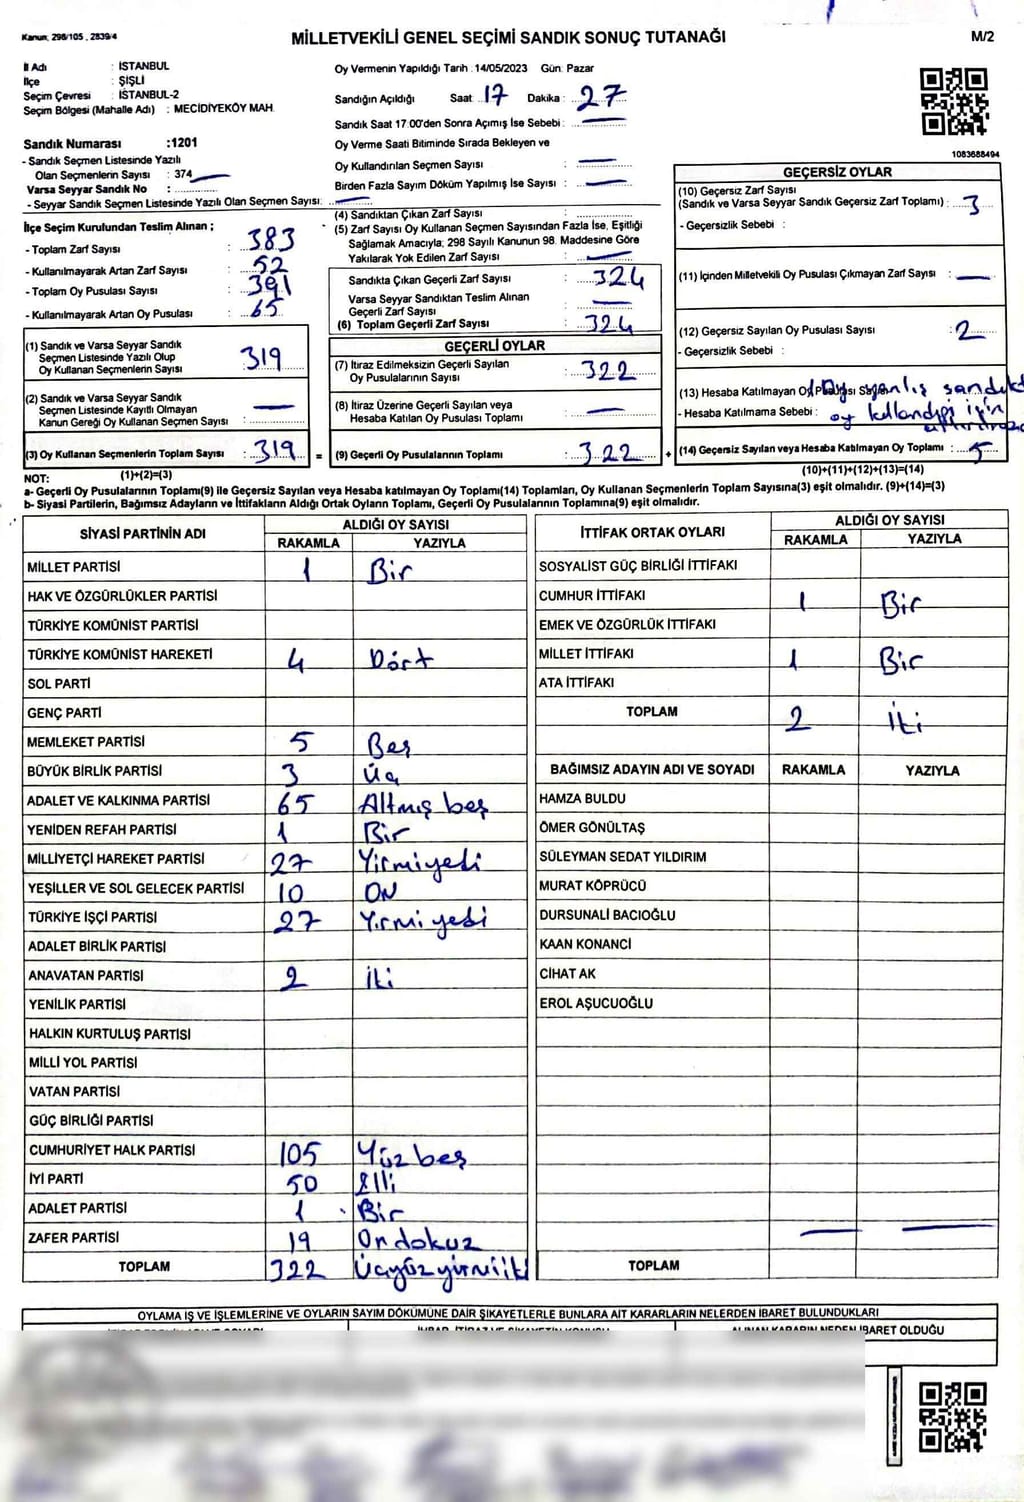 Kanun; 298/105 , 2839/4
MİLLETVEKİLİ GENEL SEÇİMİ SANDIK SONUÇ TUTANAĞI
M/2
İl Adı : İSTANBUL
İlçe : ŞİŞLİ
Seçim Çevresi : İSTANBUL-2
Seçim Bölgesi (Mahalle Adı) : MECİDİYEKÖY MAH.
Oy Vermenin Yapıldığı Tarih : 14/05/2023 Gün: Pazar
Sandığın Açıldığı Saat: 17 Dakika : 27
Sandık Saat 17:00'den Sonra Açımış İse Sebebi :
Sandık Numarası :1201
- Sandık Seçmen Listesinde Yazılı
Olan Seçmenlerin Sayısı : 374
Varsa Seyyar Sandık No :
- Seyyar Sandık Seçmen Listesinde Yazılı Olan Seçmen Sayısı:
Oy Verme Saati Bitiminde Sırada Bekleyen ve
Oy Kullandırılan Seçmen Sayısı :
Birden Fazla Sayım Döküm Yapılmış İse Sayısı :
1083688494
İlçe Seçim Kurulundan Teslim Alınan ;
- Toplam Zarf Sayısı : 383
- Kullanılmayarak Artan Zarf Sayısı : 52
- Toplam Oy Pusulası Sayısı : 391
- Kullanılmayarak Artan Oy Pusulası : 65
(4) Sandıktan Çıkan Zarf Sayısı :
(5) Zarf Sayısı Oy Kullanan Seçmen Sayısından Fazla İse, Eşitliği
Sağlamak Amacıyla; 298 Sayılı Kanunun 98. Maddesine Göre
Yakılarak Yok Edilen Zarf Sayısı :
Sandıkta Çıkan Geçerli Zarf Sayısı : 324
Varsa Seyyar Sandıktan Teslim Alınan
Geçerli Zarf Sayısı :
(6) Toplam Geçerli Zarf Sayısı : 324
GEÇERSİZ OYLAR
(10) Geçersiz Zarf Sayısı
(Sandık ve Varsa Seyyar Sandık Geçersiz Zarf Toplamı) : 3
- Geçersizlik Sebebi :
(11) İçinden Milletvekili Oy Pusulası Çıkmayan Zarf Sayısı :
(12) Geçersiz Sayılan Oy Pusulası Sayısı : 2
- Geçersizlik Sebebi :
(1) Sandık ve Varsa Seyyar Sandık
Seçmen Listesinde Yazılı Olup
Oy Kullanan Seçmenlerin Sayısı : 319
(2) Sandık ve Varsa Seyyar Sandık
Seçmen Listesinde Kayıtlı Olmayan
Kanun Gereği Oy Kullanan Seçmen Sayısı :
(3) Oy Kullanan Seçmenlerin Toplam Sayısı : 319 =
GEÇERLİ OYLAR
(7) İtiraz Edilmeksizin Geçerli Sayılan
Oy Pusulalarının Sayısı : 322
(8) İtiraz Üzerine Geçerli Sayılan veya
Hesaba Katılan Oy Pusulası Toplamı :
(9) Geçerli Oy Pusulalarının Toplamı : 322 +
(13) Hesaba Katılmayan Oy yanlış sandıkt
- Hesaba Katılmama Sebebi : oy kullandığı için
(14) Geçersiz Sayılan veya Hesaba Katılmayan Oy Toplamı : 5
NOT: (1)+(2)=(3)
(10)+(11)+(12)+(13)=(14)
a- Geçerli Oy Pusulalarının Toplamı(9) ile Geçersiz Sayılan veya Hesaba katılmayan Oy Toplamı(14) Toplamları, Oy Kullanan Seçmenlerin Toplam Sayısına(3) eşit olmalıdır. (9)+(14)=(3)
b- Siyasi Partilerin, Bağımsız Adayların ve İttifakların Aldığı Ortak Oyların Toplamı, Geçerli Oy Pusulalarının Toplamına(9) eşit olmalıdır.
SİYASİ PARTİNİN ADI ALDIĞI OY SAYISI
RAKAMLA YAZIYLA
MİLLET PARTİSİ 1 Bir
HAK VE ÖZGÜRLÜKLER PARTİSİ
TÜRKİYE KOMÜNİST PARTİSİ
TÜRKİYE KOMÜNİST HAREKETİ 4 Dört
SOL PARTİ
GENÇ PARTİ
MEMLEKET PARTİSİ 5 Beş
BÜYÜK BİRLİK PARTİSİ 3 Üç
ADALET VE KALKINMA PARTİSİ 65 Altmış beş
YENİDEN REFAH PARTİSİ 1 Bir
MİLLİYETÇİ HAREKET PARTİSİ 27 Yirmiyedi
YEŞİLLER VE SOL GELECEK PARTİSİ 10 ON
TÜRKİYE İŞÇİ PARTİSİ 27 Yirmi yedi
ADALET BİRLİK PARTİSİ
ANAVATAN PARTİSİ 2 İki
YENİLİK PARTİSİ
HALKIN KURTULUŞ PARTİSİ
MİLLİ YOL PARTİSİ
VATAN PARTİSİ
GÜÇ BİRLİĞİ PARTİSİ
CUMHURİYET HALK PARTİSİ 105 Yüz beş
İYİ PARTİ 50 Elli
ADALET PARTİSİ 1 Bir
ZAFER PARTİSİ 19 On dokuz
TOPLAM 322 Üçyüz yirmi iki
İTTİFAK ORTAK OYLARI ALDIĞI OY SAYISI
RAKAMLA YAZIYLA
SOSYALİST GÜÇ BİRLİĞİ İTTİFAKI
CUMHUR İTTİFAKI 1 Bir
EMEK VE ÖZGÜRLÜK İTTİFAKI
MİLLET İTTİFAKI 1 Bir
ATA İTTİFAKI
TOPLAM 2 İki
BAĞIMSIZ ADAYIN ADI VE SOYADI RAKAMLA YAZIYLA
HAMZA BULDU
ÖMER GÖNÜLTAŞ
SÜLEYMAN SEDAT YILDIRIM
MURAT KÖPRÜCÜ
DURSUNALİ BACIOĞLU
KAAN KONANCİ
CİHAT AK
EROL AŞUCUOĞLU
TOPLAM
OYLAMA İŞ VE İŞLEMLERİNE VE OYLARIN SAYIM DÖKÜMÜNE DAİR ŞİKAYETLERLE BUNLARA AİT KARARLARIN NELERDEN İBARET BULUNDUKLARI
ALINAN KARARIN NEDEN İBARET OLDUĞU